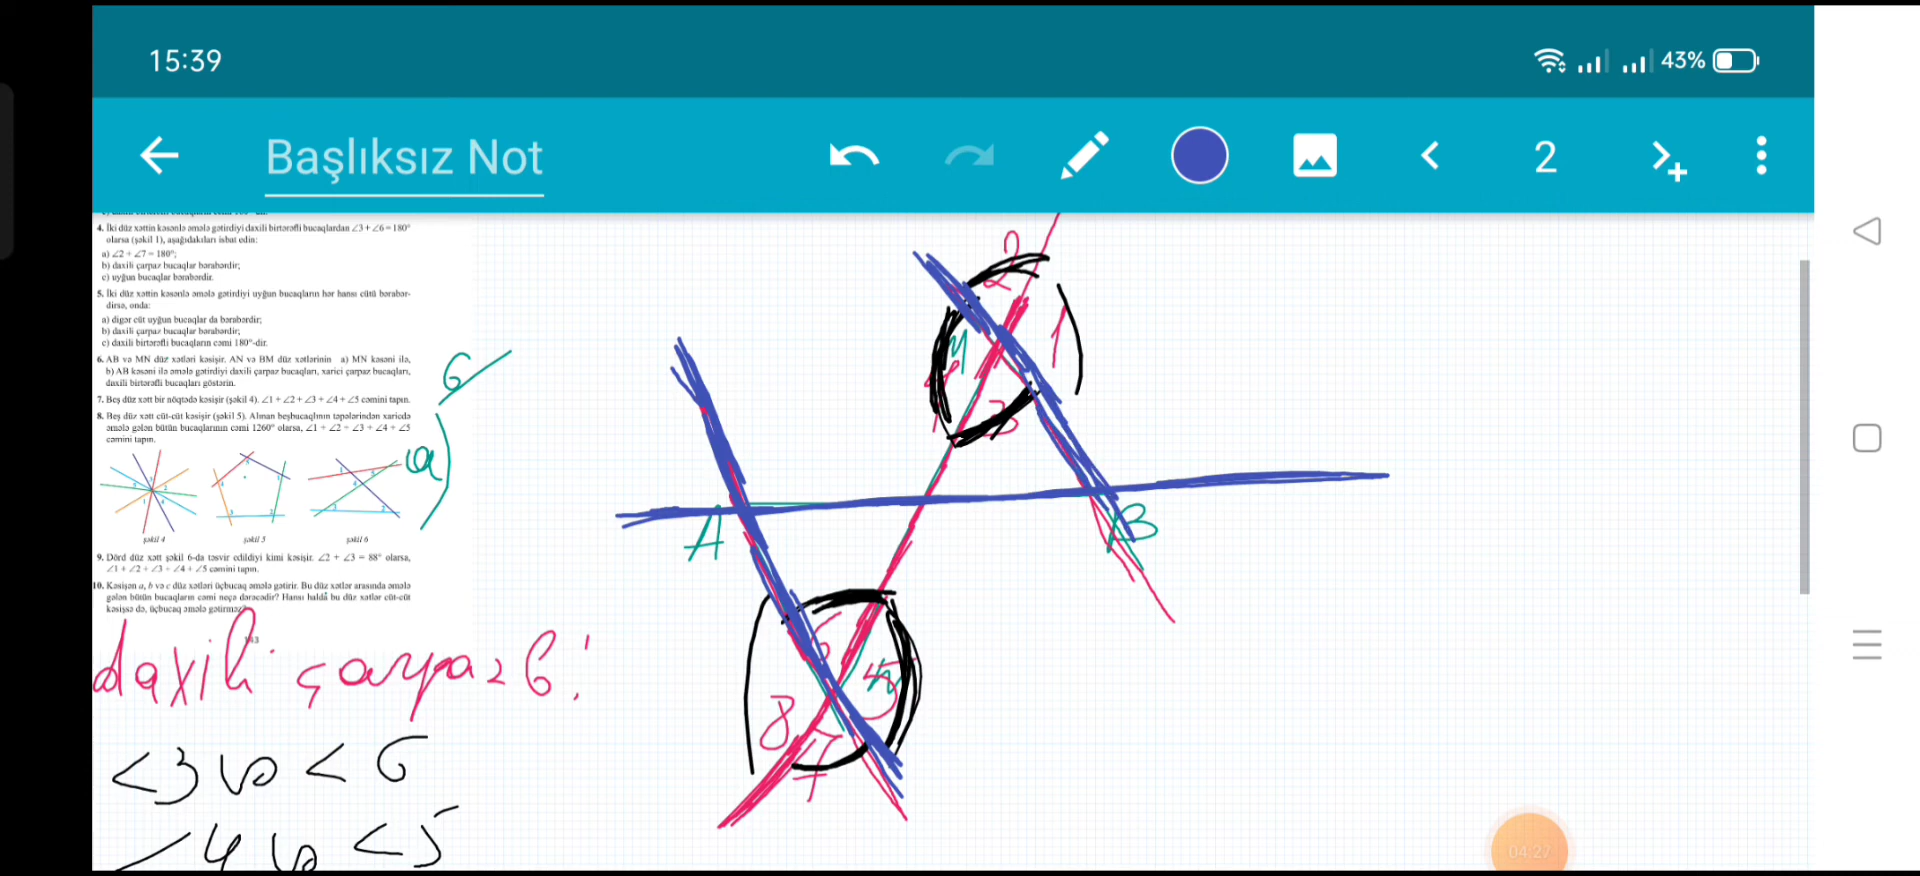 15:39
43%
Başlıksız Not
2
4. İki düz xəttin kəsənlə əmələ gətirdiyi daxili birtərəfli bucaqlardan ∠3 + ∠6 = 180°
olarsa (şəkil 1), aşağıdakıları isbat edin:
a) ∠2 + ∠7 = 180°;
b) daxili çarpaz bucaqlar bərabərdir;
c) uyğun bucaqlar bərabərdir.
5. İki düz xəttin kəsənlə əmələ gətirdiyi uyğun bucaqların hər hansı cütü bərabər-
dirsə, onda:
a) digər cüt uyğun bucaqlar da bərabərdir;
b) daxili çarpaz bucaqlar bərabərdir;
c) daxili birtərəfli bucaqların cəmi 180°-dir.
6. AB və MN düz xətləri kəsişir. AN və BM düz xətlərinin a) MN kəsəni ilə,
b) AB kəsəni ilə əmələ gətirdiyi daxili çarpaz bucaqları, xarici çarpaz bucaqları,
daxili birtərəfli bucaqları göstərin.
7. Beş düz xətt bir nöqtədə kəsişir (şəkil 4). ∠1 + ∠2 + ∠3 + ∠4 + ∠5 cəmini tapın.
8. Beş düz xətt cüt-cüt kəsişir (şəkil 5). Alınan beşbucaqlının təpələrindən xaricdə
əmələ gələn bütün bucaqlarının cəmi 1260° olarsa, ∠1 + ∠2 + ∠3 + ∠4 + ∠5
cəmini tapın.
şəkil 4 şəkil 5 şəkil 6
9. Dörd düz xətt şəkil 6-da təsvir edildiyi kimi kəsişir. ∠2 + ∠3 = 88° olarsa,
∠1 + ∠2 + ∠3 + ∠4 + ∠5 cəmini tapın.
10. Kəsişən a, b və c düz xətləri üçbucaq əmələ gətirir. Bu düz xətlər arasında əmələ
gələn bütün bucaqların cəmi neçə dərəcədir? Hansı halda bu düz xətlər cüt-cüt
kəsişsə də, üçbucaq əmələ gətirməz?
a)
2
1
M
3
A
B
6
5
8
7
daxili çarpaz b:
<3 və <6
<4 və <5
04:27